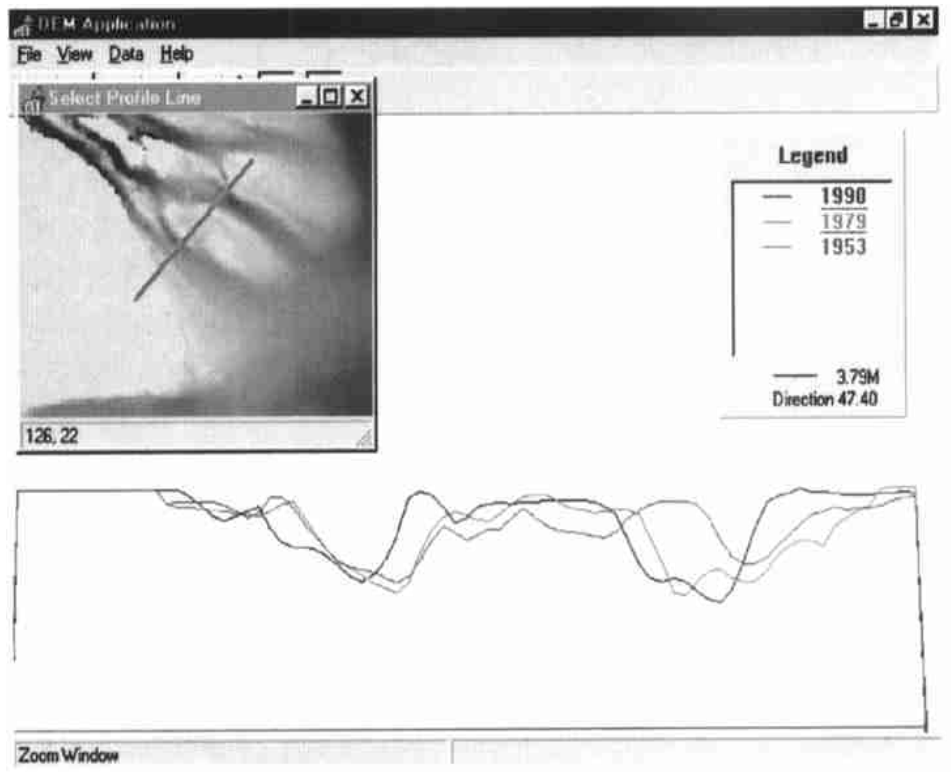 DEM Application
File View Data Help
Select Profile Line
126, 22
Legend
1990
1979
1953
3.79M
Direction 47.40
Zoom Window